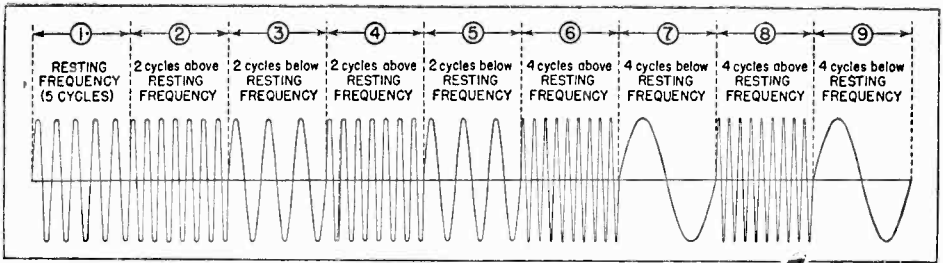 ① ② ③ ④ ⑤ ⑥ ⑦ ⑧ ⑨
RESTING
FREQUENCY
(5 CYCLES)
2 cycles above
RESTING
FREQUENCY
2 cycles below
RESTING
FREQUENCY
2 cycles above
RESTING
FREQUENCY
2 cycles below
RESTING
FREQUENCY
4 cycles above
RESTING
FREQUENCY
4 cycles below
RESTING
FREQUENCY
4 cycles above
RESTING
FREQUENCY
4 cycles below
RESTING
FREQUENCY